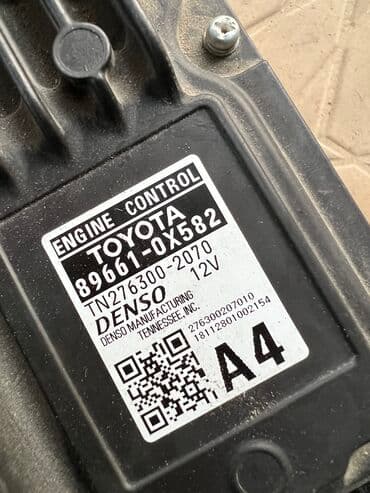 ENGINE CONTROL
TOYOTA
89661-0X582
TN276300-2070
DENSO 12V
DENSO MANUFACTURING
TENNESSEE, INC.
276300207010
18112801002154
A4